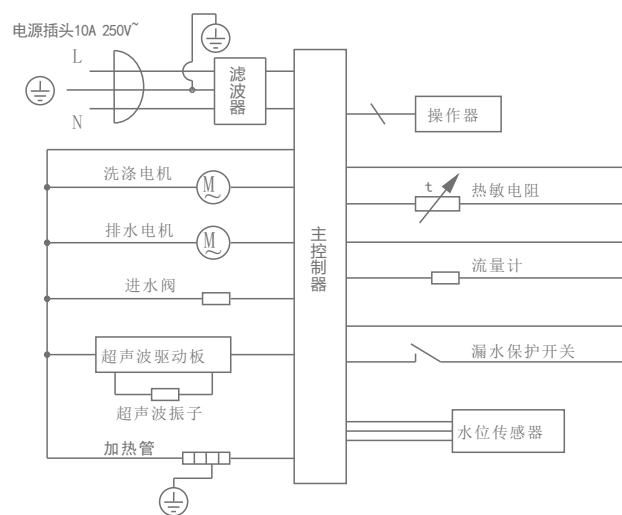 电源插头10A 250V~
L
N
滤波器
操作器
洗涤电机
M
t
热敏电阻
排水电机
M
主控制器
进水阀
流量计
超声波驱动板
漏水保护开关
超声波振子
加热管
水位传感器